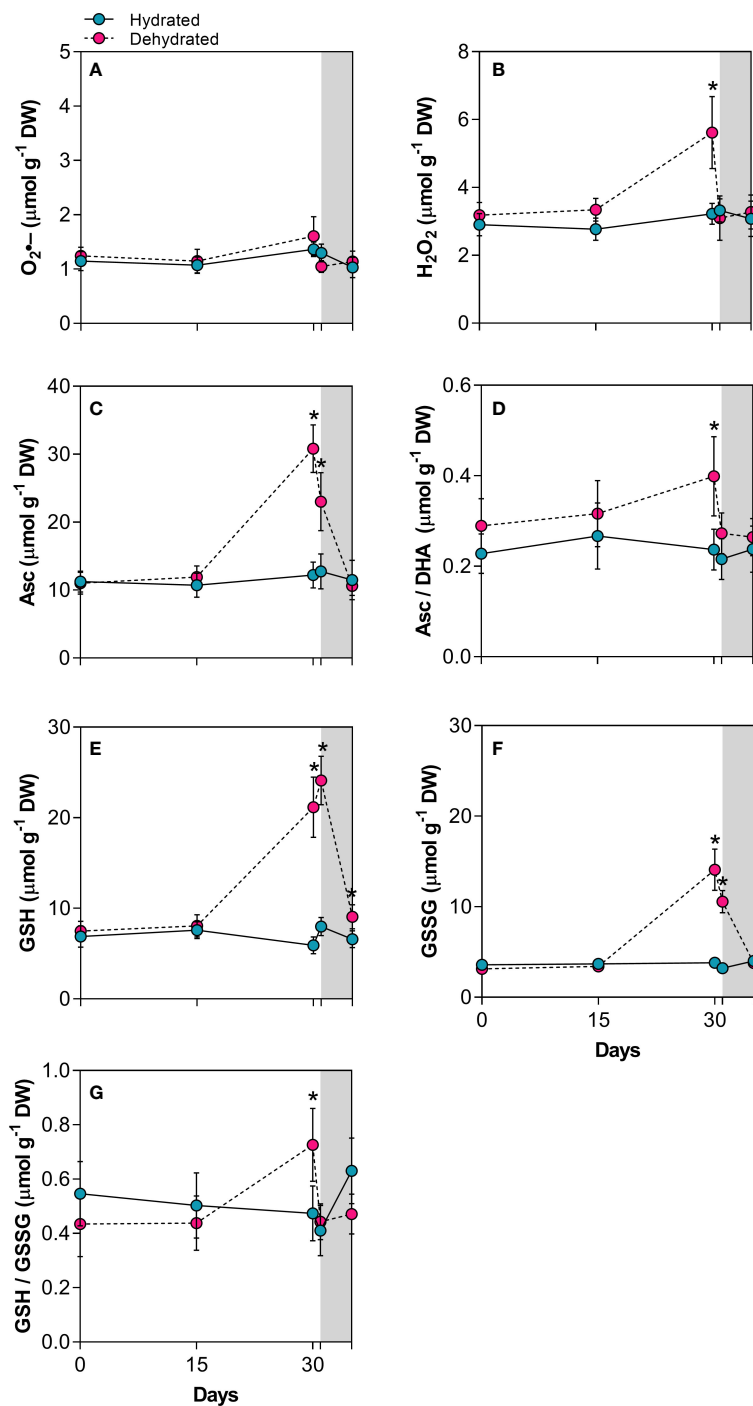 Hydrated
Dehydrated
A
O₂•– (µmol g⁻¹ DW)
5
4
3
2
1
0
B
H₂O₂ (µmol g⁻¹ DW)
8
6
4
2
0
*
C
Asc (µmol g⁻¹ DW)
40
30
20
10
0
*
*
D
Asc / DHA (µmol g⁻¹ DW)
0.6
0.4
0.2
0.0
*
E
GSH (µmol g⁻¹ DW)
30
20
10
0
*
*
*
F
GSSG (µmol g⁻¹ DW)
30
20
10
0
*
*
0 15 30
Days
G
GSH / GSSG (µmol g⁻¹ DW)
1.0
0.8
0.6
0.4
0.2
0.0
*
0 15 30
Days